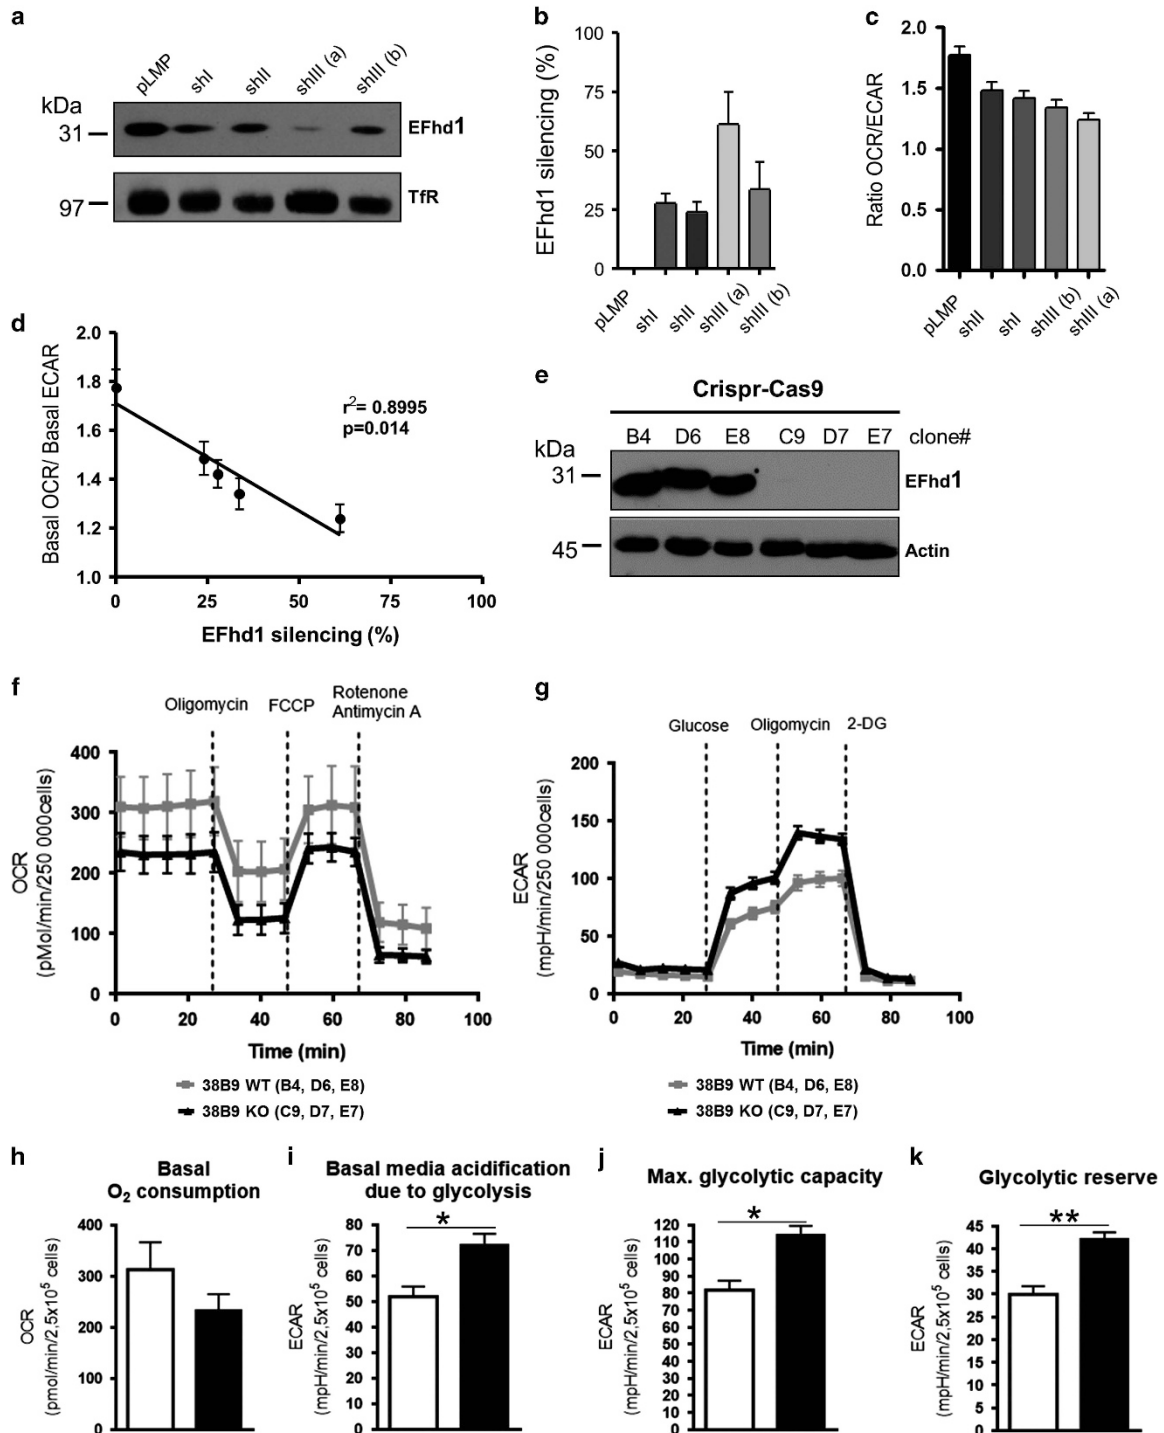 a
pLMP shI shII shIII (a) shIII (b)
kDa
31
EFhd1
97
TfR
b
EFhd1 silencing (%)
100
75
50
25
0
pLMP shI shII shIII (a) shIII (b)
c
Ratio OCR/ECAR
2.0
1.5
1.0
0.5
0.0
pLMP shII shI shIII (b) shIII (a)
d
Basal OCR/ Basal ECAR
2.0
1.8
1.6
1.4
1.2
1.0
r2= 0.8995
p=0.014
0 25 50 75 100
EFhd1 silencing (%)
e
Crispr-Cas9
kDa
B4 D6 E8 C9 D7 E7 clone#
31
EFhd1
45
Actin
f
Oligomycin FCCP Rotenone
Antimycin A
OCR
(pMol/min/250 000cells)
400
300
200
100
0
0 20 40 60 80 100
Time (min)
38B9 WT (B4, D6, E8)
38B9 KO (C9, D7, E7)
g
Glucose Oligomycin 2-DG
ECAR
(mpH/min/250 000cells)
200
150
100
50
0
0 20 40 60 80 100
Time (min)
38B9 WT (B4, D6, E8)
38B9 KO (C9, D7, E7)
h
Basal
O2 consumption
OCR
(pmol/min/2,5x10^5 cells)
400
300
200
100
0
i
Basal media acidification
due to glycolysis
ECAR
(mpH/min/2,5x10^5 cells)
80
70
60
50
40
30
20
10
0
*
j
Max. glycolytic capacity
ECAR
(mpH/min/2,5x10^5 cells)
120
110
100
90
80
70
60
50
40
30
20
10
0
*
k
Glycolytic reserve
ECAR
(mpH/min/2,5x10^5 cells)
45
40
35
30
25
20
15
10
5
0
**